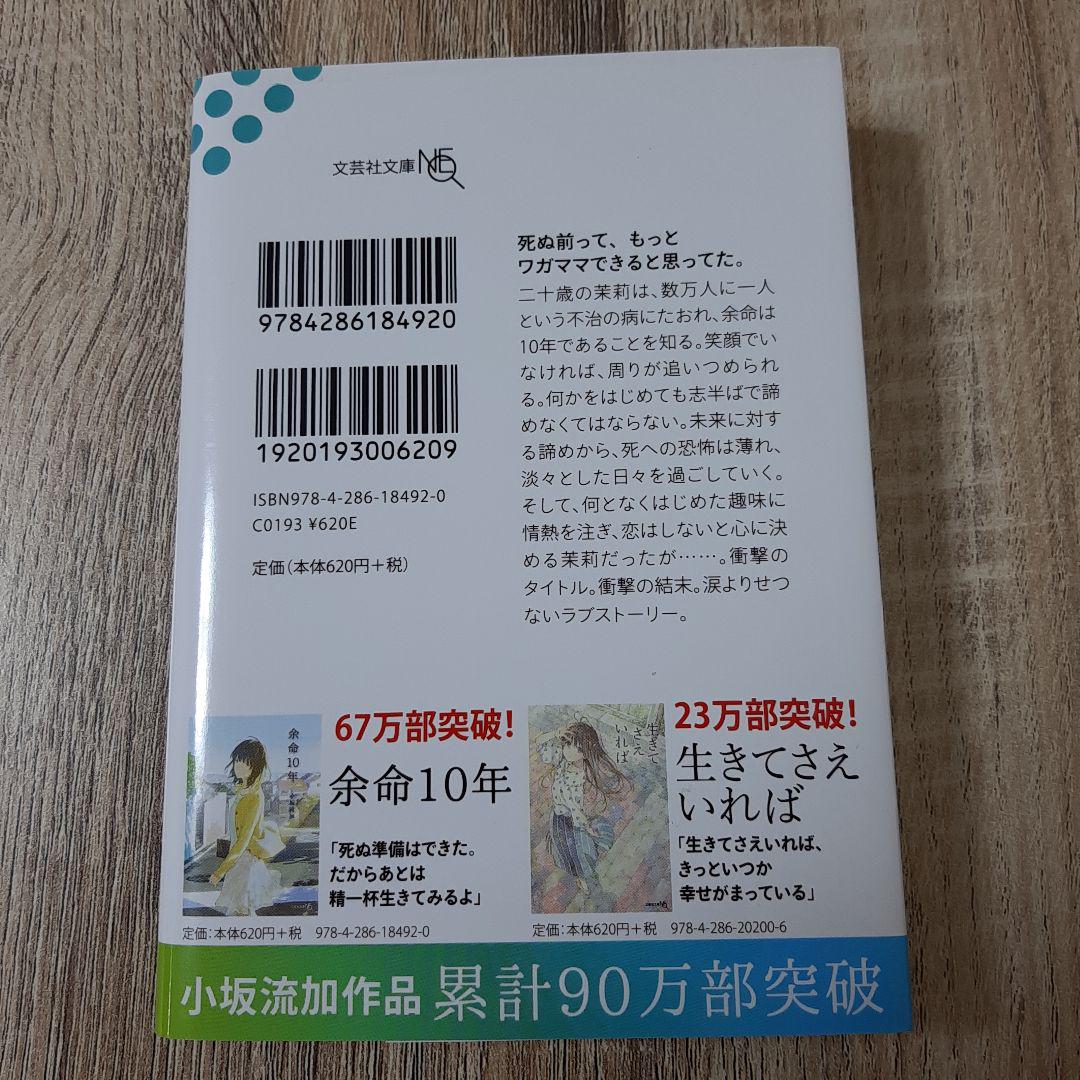 文芸社文庫 NEO
9784286184920
1920193006209
ISBN978-4-286-18492-0
C0193 ¥620E
定価(本体620円+税)
死ぬ前って、もっと
ワガママできると思ってた。
二十歳の茉莉は、数万人に一人
という不治の病にたおれ、余命は
10年であることを知る。笑顔でい
なければ、周りが追いつめられ
る。何かをはじめても志半ばで諦
めなくてはならない。未来に対す
る諦めから、死への恐怖は薄れ、
淡々とした日々を過ごしていく。
そして、何となくはじめた趣味に
情熱を注ぎ、恋はしないと心に決
める茉莉だったが……。衝撃の
タイトル。衝撃の結末。涙よりせつ
ないラブストーリー。
余命10年
67万部突破!
余命10年
「死ぬ準備はできた。
だからあとは
精一杯生きてみるよ」
定価:本体620円+税 978-4-286-18492-0
生きて
さえ
いれば
23万部突破!
生きてさえ
いれば
「生きてさえいれば、
きっといつか
幸せがまっている」
定価:本体620円+税 978-4-286-20200-6
小坂流加作品 累計90万部突破